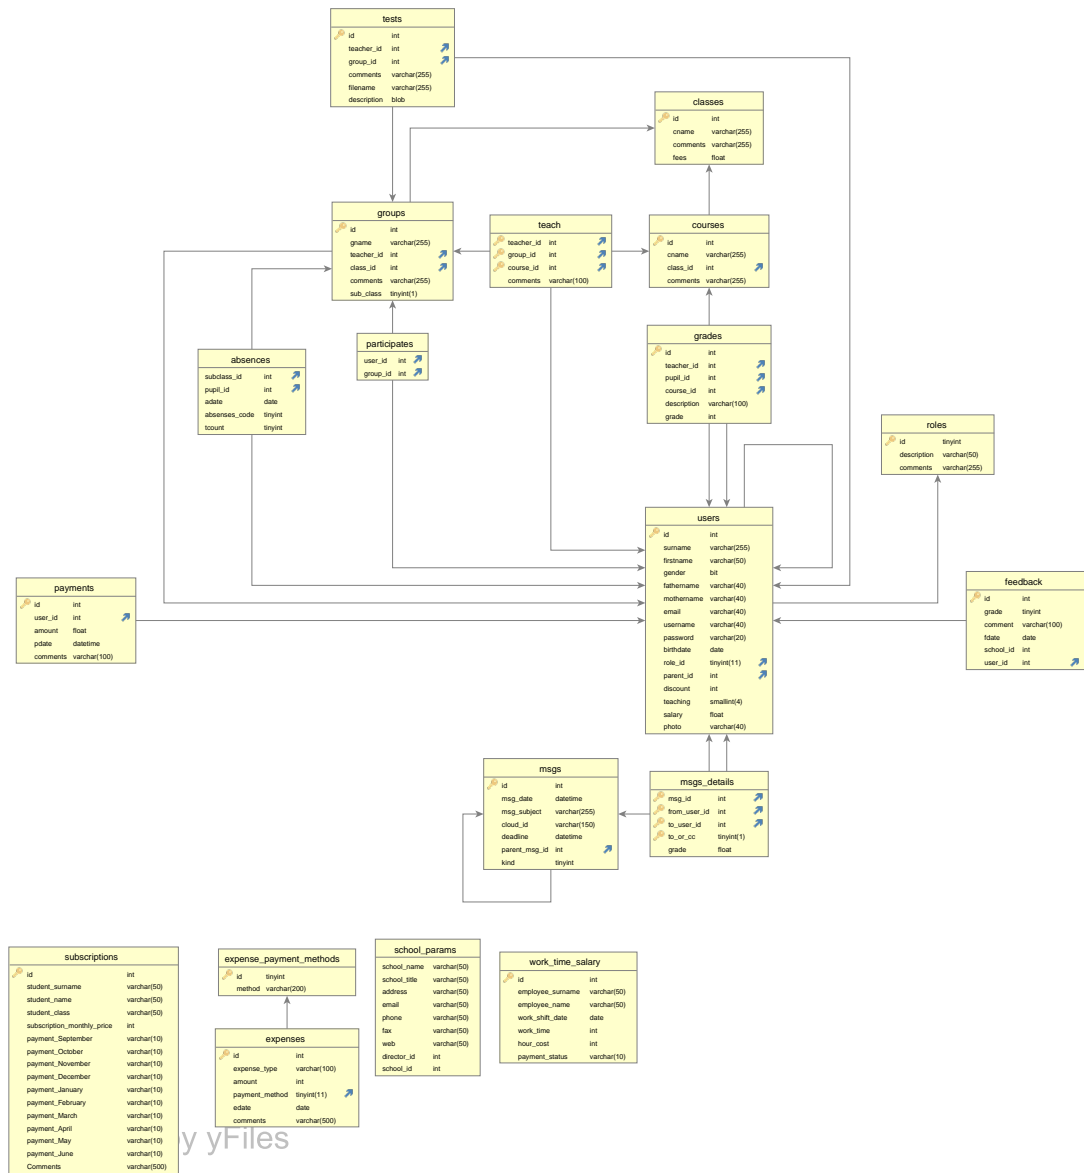 tests
id int
teacher_id int
group_id int
comments varchar(255)
filename varchar(255)
description blob
classes
id int
cname varchar(255)
comments varchar(255)
fees float
groups
id int
gname varchar(255)
teacher_id int
class_id int
comments varchar(255)
sub_class tinyint(1)
teach
teacher_id int
group_id int
course_id int
comments varchar(100)
courses
id int
cname varchar(255)
class_id int
comments varchar(255)
absences
subclass_id int
pupil_id int
adate date
absenses_code tinyint
tcount tinyint
participates
user_id int
group_id int
grades
id int
teacher_id int
pupil_id int
course_id int
description varchar(100)
grade int
roles
id tinyint
description varchar(50)
comments varchar(255)
users
id int
surname varchar(255)
firstname varchar(50)
gender bit
fathername varchar(40)
mothername varchar(40)
email varchar(40)
username varchar(40)
password varchar(20)
birthdate date
role_id tinyint(11)
parent_id int
discount int
teaching smallint(4)
salary float
photo varchar(40)
payments
id int
user_id int
amount float
pdate datetime
comments varchar(100)
feedback
id int
grade tinyint
comment varchar(100)
fdate date
school_id int
user_id int
msgs
id int
msg_date datetime
msg_subject varchar(255)
cloud_id varchar(150)
deadline datetime
parent_msg_id int
kind tinyint
msgs_details
msg_id int
from_user_id int
to_user_id int
to_or_cc tinyint(1)
grade float
subscriptions
id int
student_surname varchar(50)
student_name varchar(50)
student_class varchar(50)
subscription_monthly_price int
payment_September varchar(10)
payment_October varchar(10)
payment_November varchar(10)
payment_December varchar(10)
payment_January varchar(10)
payment_February varchar(10)
payment_March varchar(10)
payment_April varchar(10)
payment_May varchar(10)
payment_June varchar(10)
Comments varchar(500)
expense_payment_methods
id tinyint
method varchar(200)
expenses
id int
expense_type varchar(100)
amount int
payment_method tinyint(11)
edate date
comments varchar(500)
school_params
school_name varchar(50)
school_title varchar(50)
address varchar(50)
email varchar(50)
phone varchar(50)
fax varchar(50)
web varchar(50)
director_id int
school_id int
work_time_salary
id int
employee_surname varchar(50)
employee_name varchar(50)
work_shift_date date
work_time int
hour_cost int
payment_status varchar(10)
y yFiles